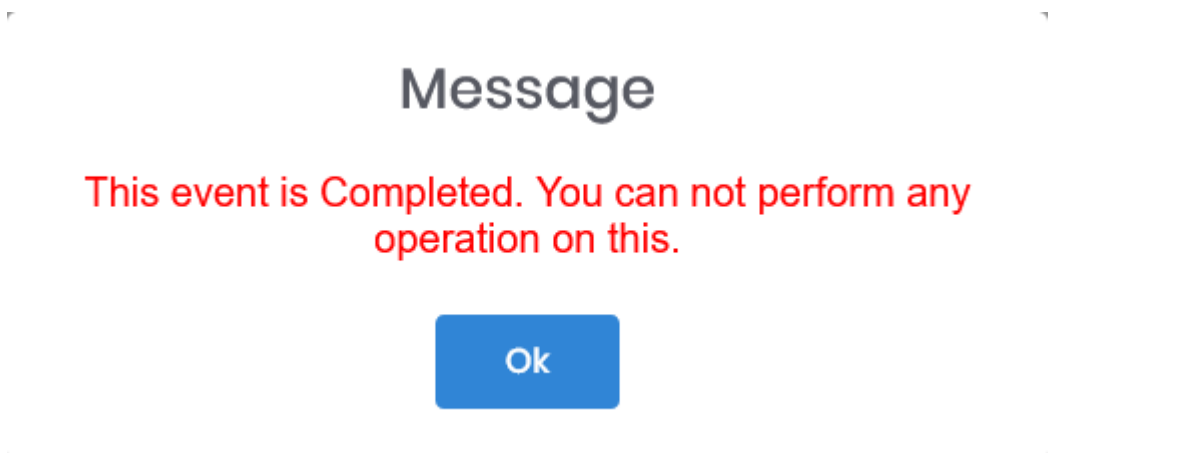 Message
This event is Completed. You can not perform any
operation on this.
Ok